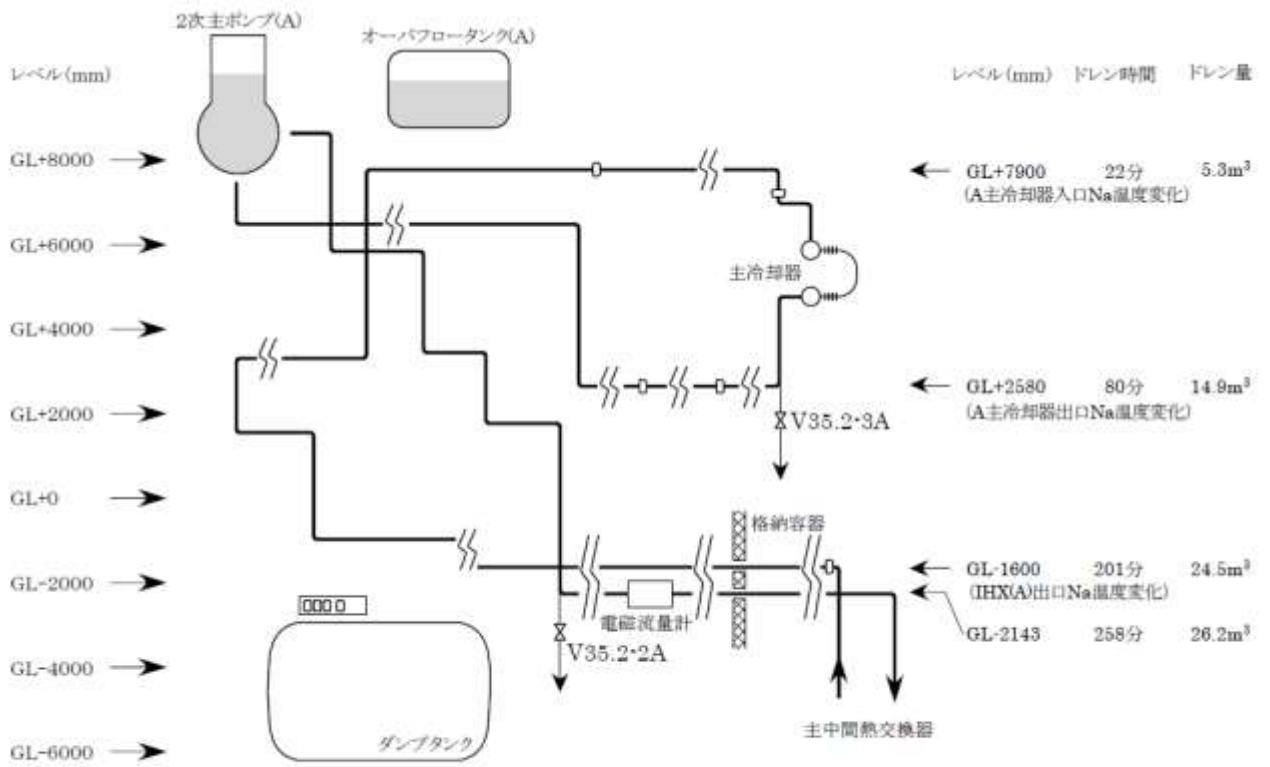 2次主ポンプ(A)
オーバフロータンク(A)
レベル(mm)
レベル(mm) ドレン時間 ドレン量
GL+8000
GL+7900 22分 5.3m³
(A主冷却器入口Na温度変化)
GL+6000
主冷却器
GL+4000
GL+2580 80分 14.9m³
(A主冷却器出口Na温度変化)
GL+2000
V35.2-3A
GL+0
格納容器
GL-1600 201分 24.5m³
(IHX(A)出口Na温度変化)
GL-2000
電磁流量計
GL-2143 258分 26.2m³
V35.2-2A
GL-4000
主中間熱交換器
ダンプタンク
GL-6000